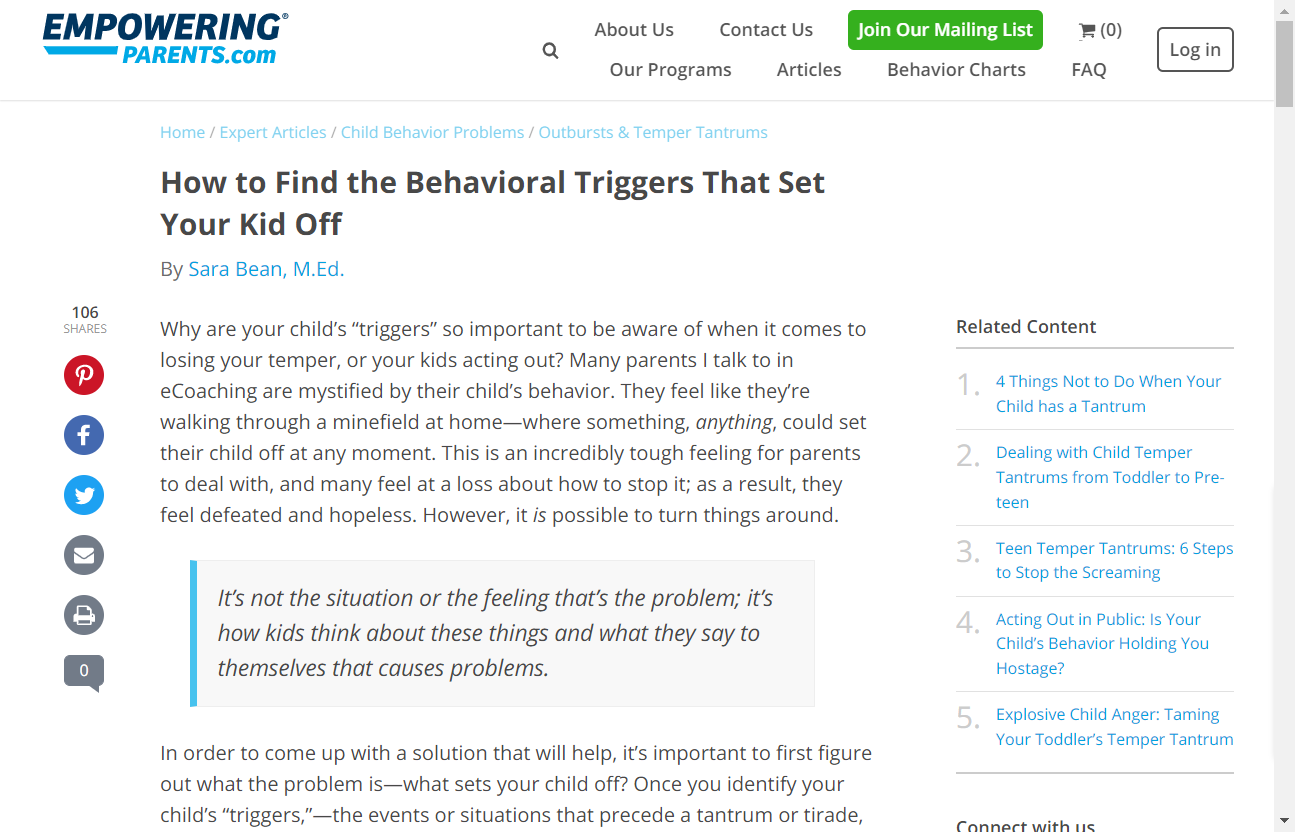 EMPOWERING®
PARENTS.com
About Us
Contact Us
Join Our Mailing List
(0)
Log in
Our Programs
Articles
Behavior Charts
FAQ
Home / Expert Articles / Child Behavior Problems / Outbursts & Temper Tantrums
How to Find the Behavioral Triggers That Set
Your Kid Off
By Sara Bean, M.Ed.
106
SHARES
0
Why are your child’s “triggers” so important to be aware of when it comes to
losing your temper, or your kids acting out? Many parents I talk to in
eCoaching are mystified by their child’s behavior. They feel like they’re
walking through a minefield at home—where something, anything, could set
their child off at any moment. This is an incredibly tough feeling for parents
to deal with, and many feel at a loss about how to stop it; as a result, they
feel defeated and hopeless. However, it is possible to turn things around.
It’s not the situation or the feeling that’s the problem; it’s
how kids think about these things and what they say to
themselves that causes problems.
In order to come up with a solution that will help, it’s important to first figure
out what the problem is—what sets your child off? Once you identify your
child’s “triggers,”—the events or situations that precede a tantrum or tirade,
Related Content
1. 4 Things Not to Do When Your
Child has a Tantrum
2. Dealing with Child Temper
Tantrums from Toddler to Pre-
teen
3. Teen Temper Tantrums: 6 Steps
to Stop the Screaming
4. Acting Out in Public: Is Your
Child’s Behavior Holding You
Hostage?
5. Explosive Child Anger: Taming
Your Toddler’s Temper Tantrum
Connect with us